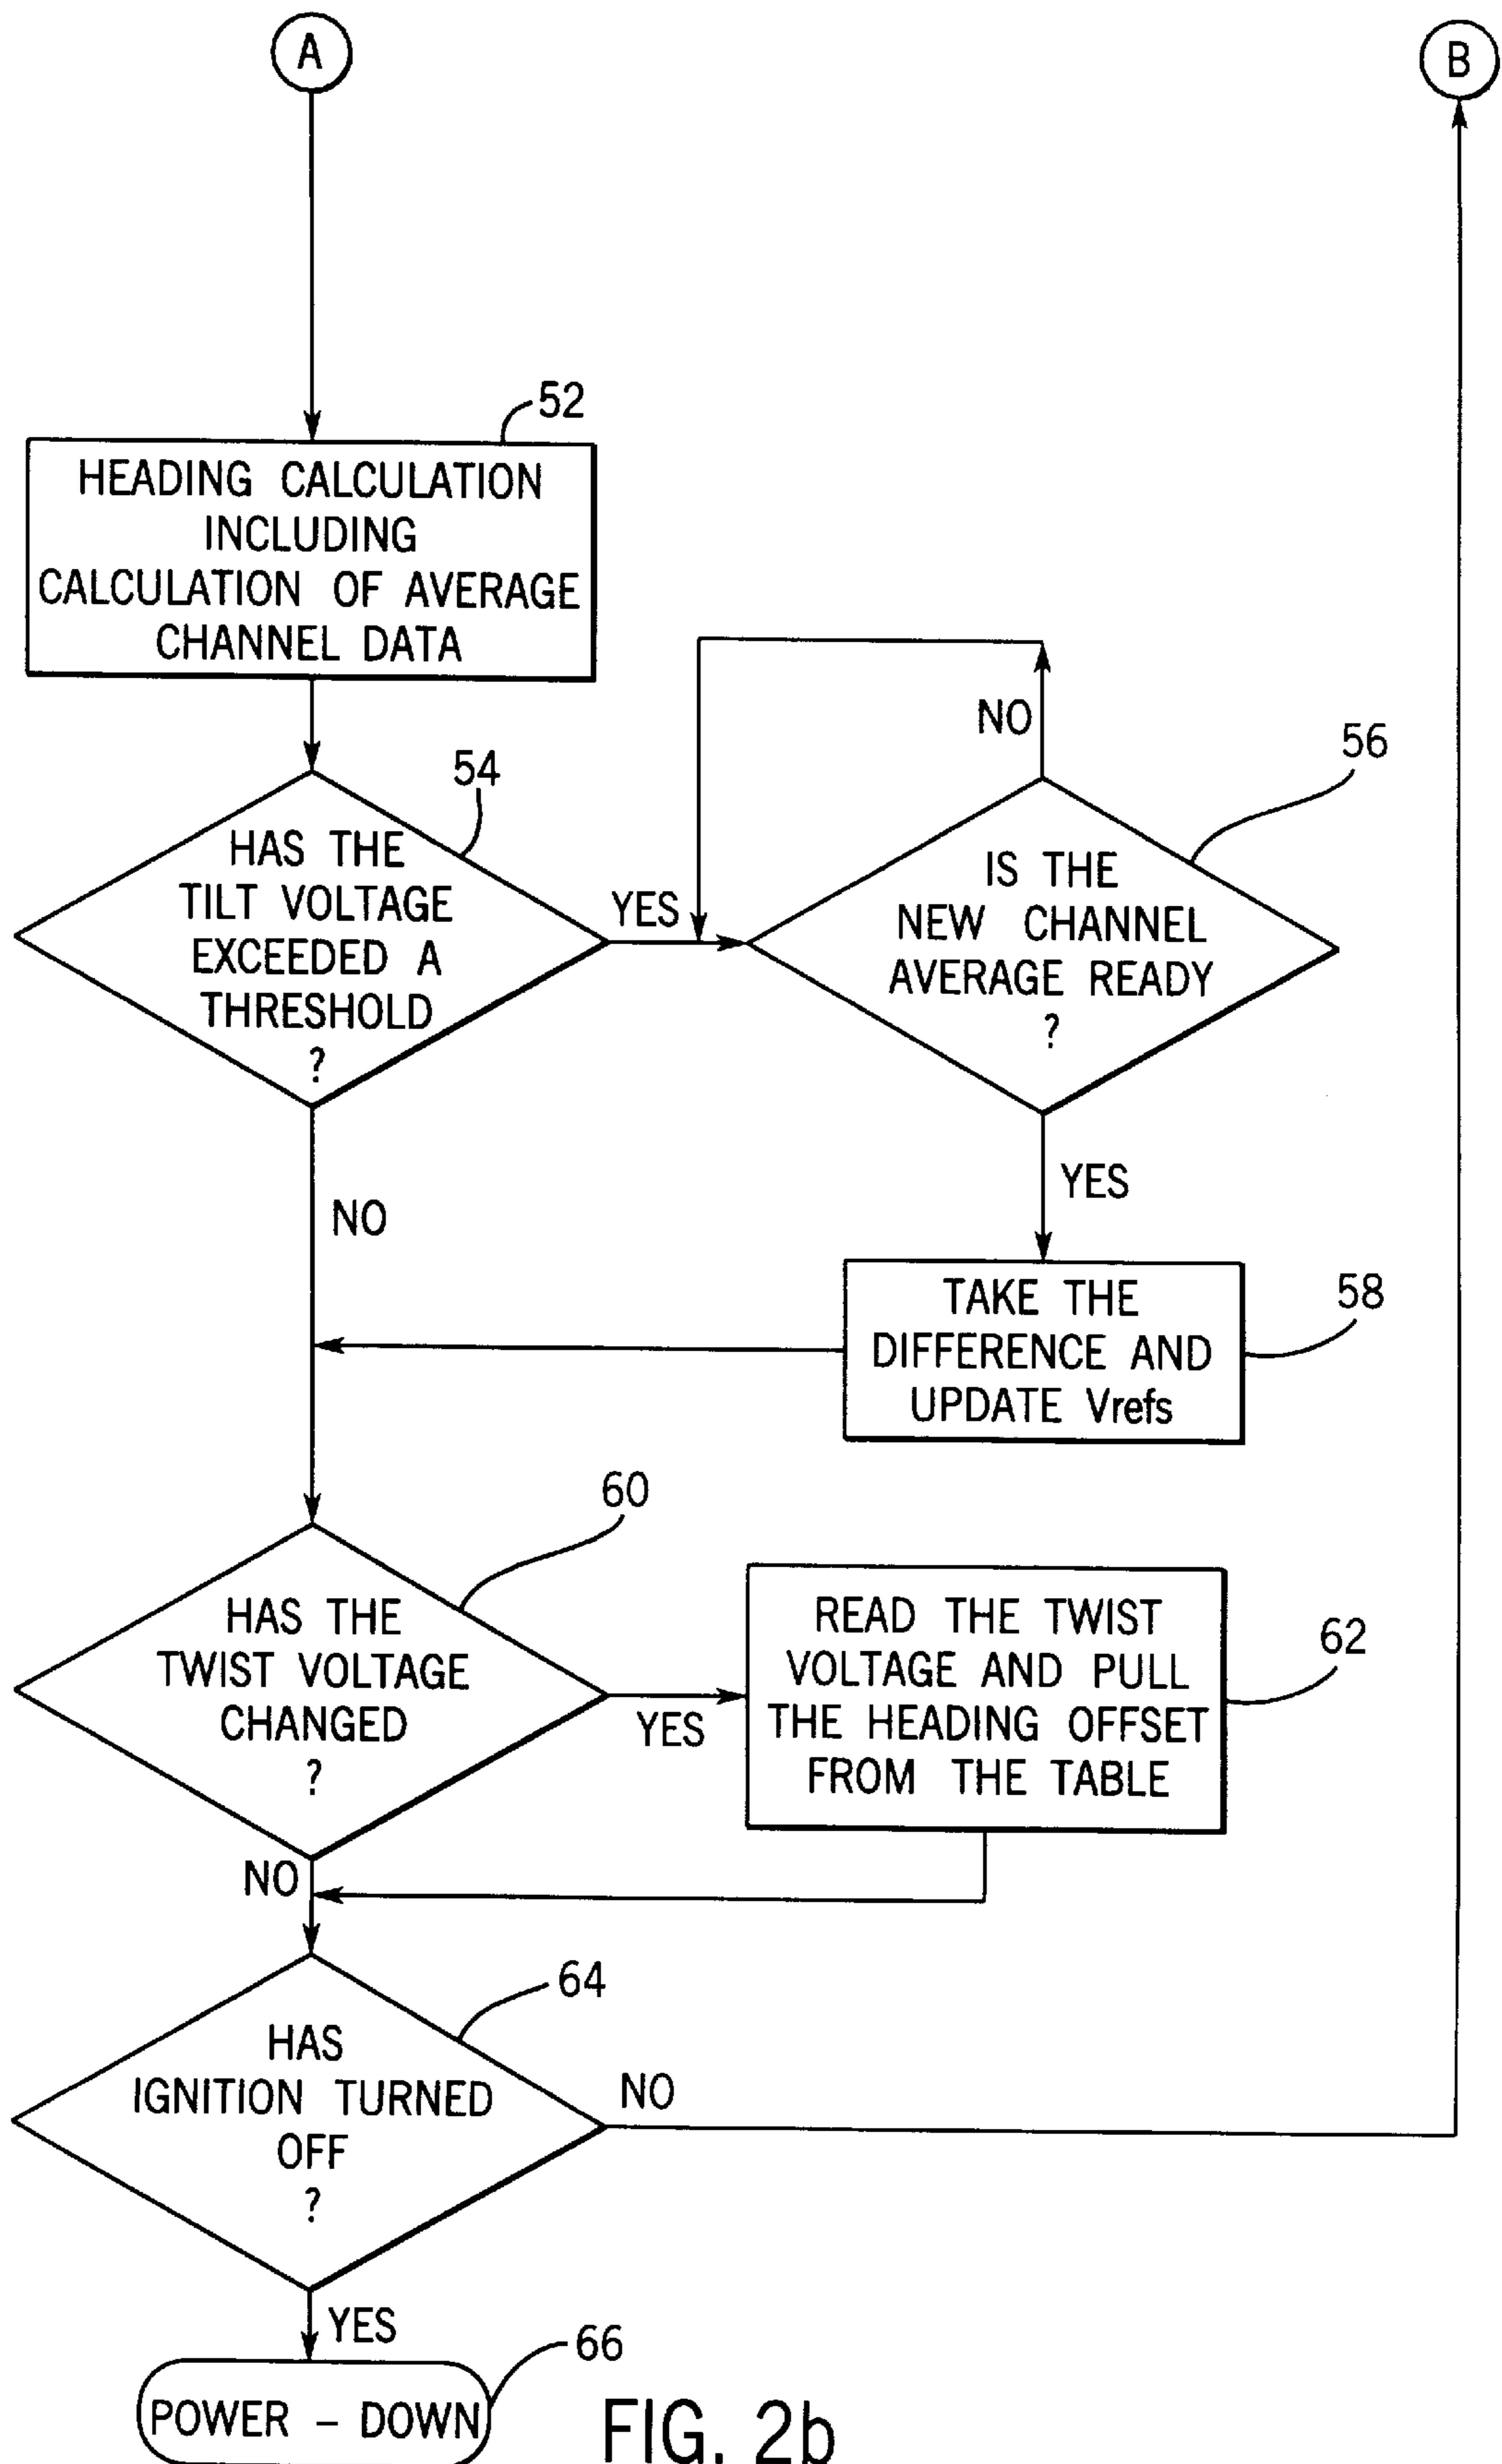 A
B
52
HEADING CALCULATION
INCLUDING
CALCULATION OF AVERAGE
CHANNEL DATA
54
HAS THE
TILT VOLTAGE
EXCEEDED A
THRESHOLD
?
YES
NO
NO
56
IS THE
NEW CHANNEL
AVERAGE READY
?
YES
58
TAKE THE
DIFFERENCE AND
UPDATE Vrefs
60
HAS THE
TWIST VOLTAGE
CHANGED
?
YES
NO
62
READ THE TWIST
VOLTAGE AND PULL
THE HEADING OFFSET
FROM THE TABLE
64
HAS
IGNITION TURNED
OFF
?
NO
YES
66
POWER – DOWN
FIG. 2b